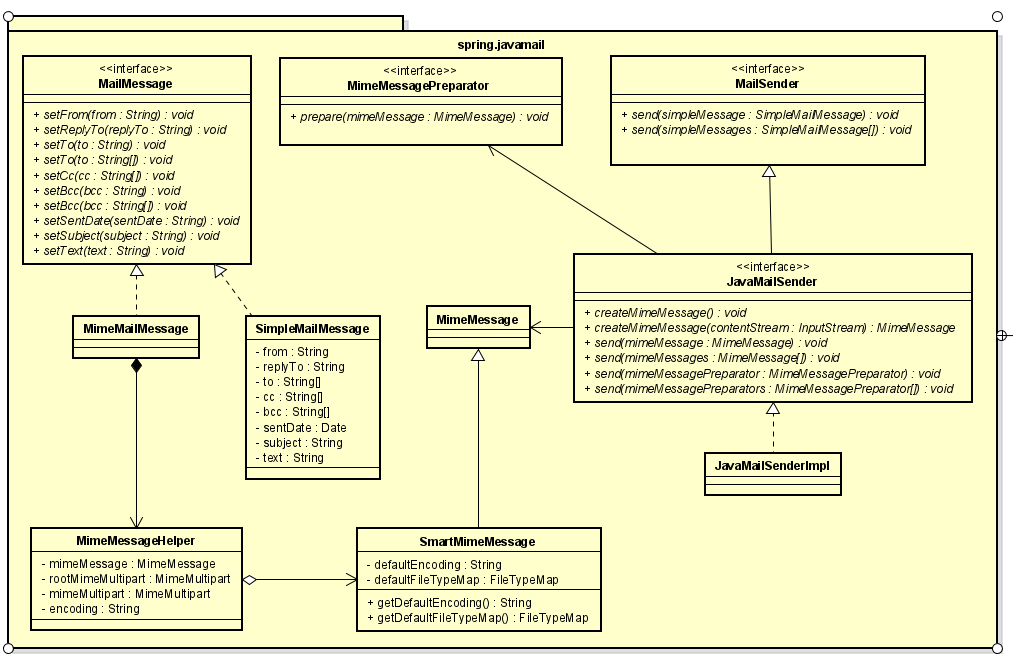 spring.javamail
<<interface>>
MailMessage
+ setFrom(from : String) : void
+ setReplyTo(replyTo : String) : void
+ setTo(to : String) : void
+ setTo(to : String[]) : void
+ setCc(cc : String[]) : void
+ setBcc(bcc : String) : void
+ setBcc(bcc : String[]) : void
+ setSentDate(sentDate : String) : void
+ setSubject(subject : String) : void
+ setText(text : String) : void
<<interface>>
MimeMessagePreparator
+ prepare(mimeMessage : MimeMessage) : void
<<interface>>
MailSender
+ send(simpleMessage : SimpleMailMessage) : void
+ send(simpleMessages : SimpleMailMessage[]) : void
<<interface>>
JavaMailSender
+ createMimeMessage() : void
+ createMimeMessage(contentStream : InputStream) : MimeMessage
+ send(mimeMessage : MimeMessage) : void
+ send(mimeMessages : MimeMessage[]) : void
+ send(mimeMessagePreparator : MimeMessagePreparator) : void
+ send(mimeMessagePreparators : MimeMessagePreparator[]) : void
MimeMailMessage
SimpleMailMessage
- from : String
- replyTo : String
- to : String[]
- cc : String[]
- bcc : String[]
- sentDate : Date
- subject : String
- text : String
MimeMessage
JavaMailSenderImpl
MimeMessageHelper
- mimeMessage : MimeMessage
- rootMimeMultipart : MimeMultipart
- mimeMultipart : MimeMultipart
- encoding : String
SmartMimeMessage
- defaultEncoding : String
- defaultFileTypeMap : FileTypeMap
+ getDefaultEncoding() : String
+ getDefaultFileTypeMap() : FileTypeMap